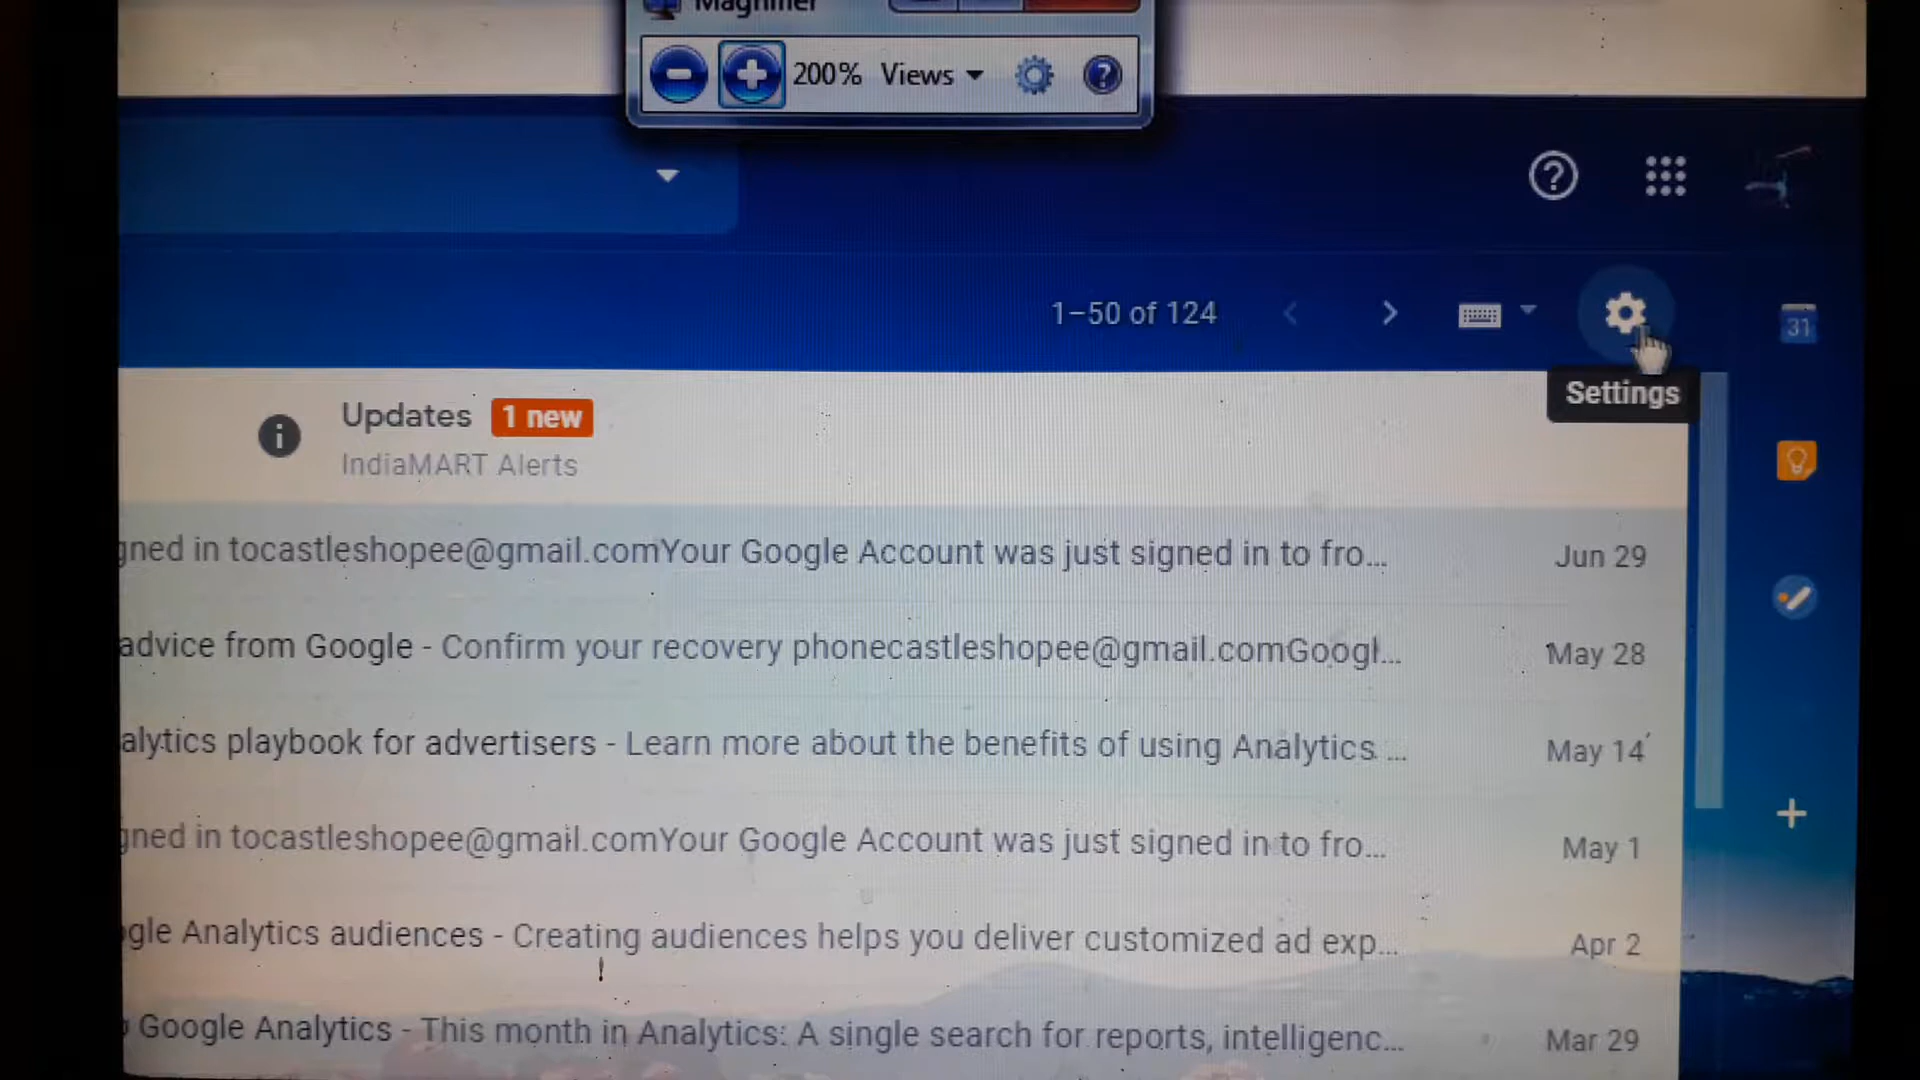 Magnifier
200% Views
1–50 of 124
31
Settings
Updates 1 new
IndiaMART Alerts
gned in tocastleshopee@gmail.comYour Google Account was just signed in to fro... Jun 29
advice from Google - Confirm your recovery phonecastleshopee@gmail.comGoogl... May 28
alytics playbook for advertisers - Learn more about the benefits of using Analytics ... May 14
gned in tocastleshopee@gmail.comYour Google Account was just signed in to fro... May 1
ogle Analytics audiences - Creating audiences helps you deliver customized ad exp... Apr 2
o Google Analytics - This month in Analytics: A single search for reports, intelligenc... Mar 29